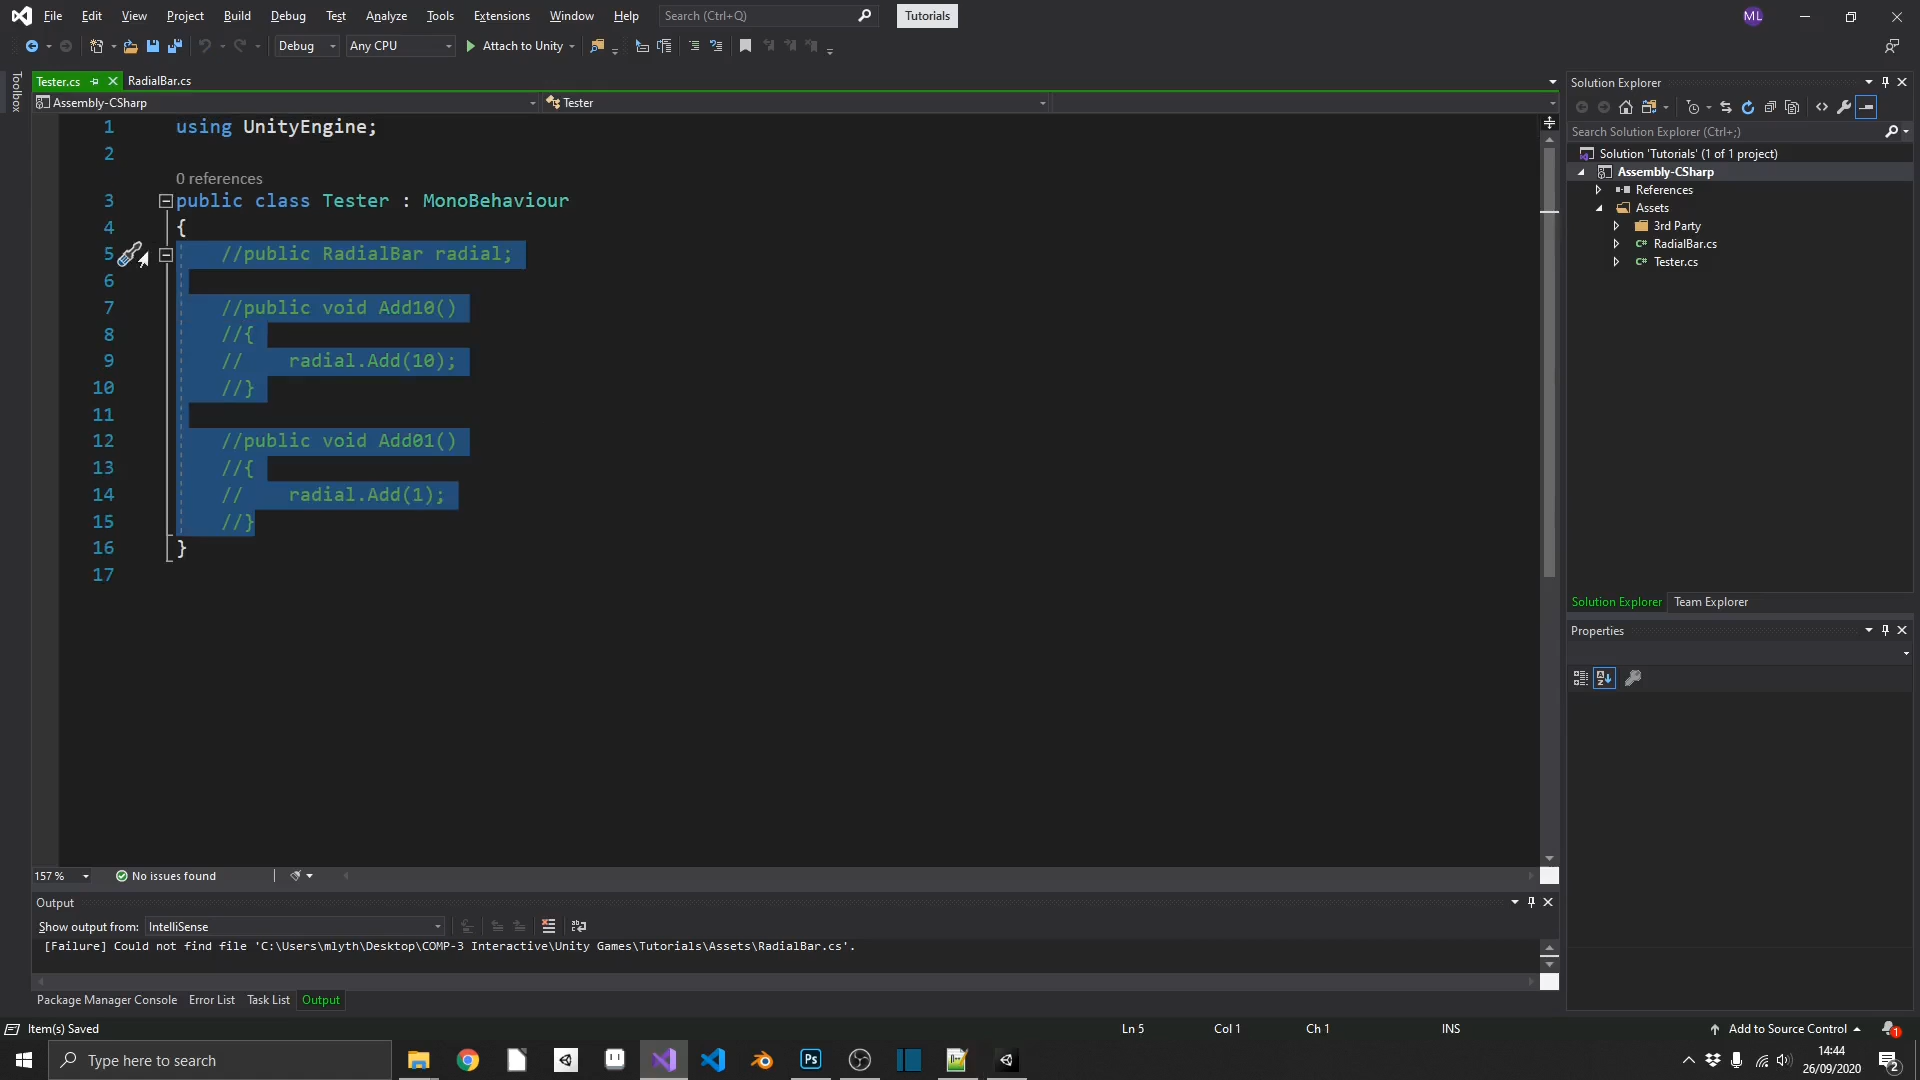 File Edit View Project Build Debug Test Analyze Tools Extensions Window Help Search (Ctrl+Q) Tutorials ML
Debug Any CPU Attach to Unity
Toolbox
Tester.cs RadialBar.cs
Assembly-CSharp Tester
1 using UnityEngine;
2
0 references
3 public class Tester : MonoBehaviour
4 {
5 //public RadialBar radial;
6
7 //public void Add10()
8 //{
9 // radial.Add(10);
10 //}
11
12 //public void Add01()
13 //{
14 // radial.Add(1);
15 //}
16 }
17
157 % No issues found
Output
Show output from: IntelliSense
[Failure] Could not find file 'C:\Users\mlyth\Desktop\COMP-3 Interactive\Unity Games\Tutorials\Assets\RadialBar.cs'.
Package Manager Console Error List Task List Output
Solution Explorer
Search Solution Explorer (Ctrl+;)
Solution 'Tutorials' (1 of 1 project)
Assembly-CSharp
References
Assets
3rd Party
C# RadialBar.cs
C# Tester.cs
Solution Explorer Team Explorer
Properties
Item(s) Saved Ln 5 Col 1 Ch 1 INS Add to Source Control 1
Type here to search
Ps
14:44
26/09/2020
2